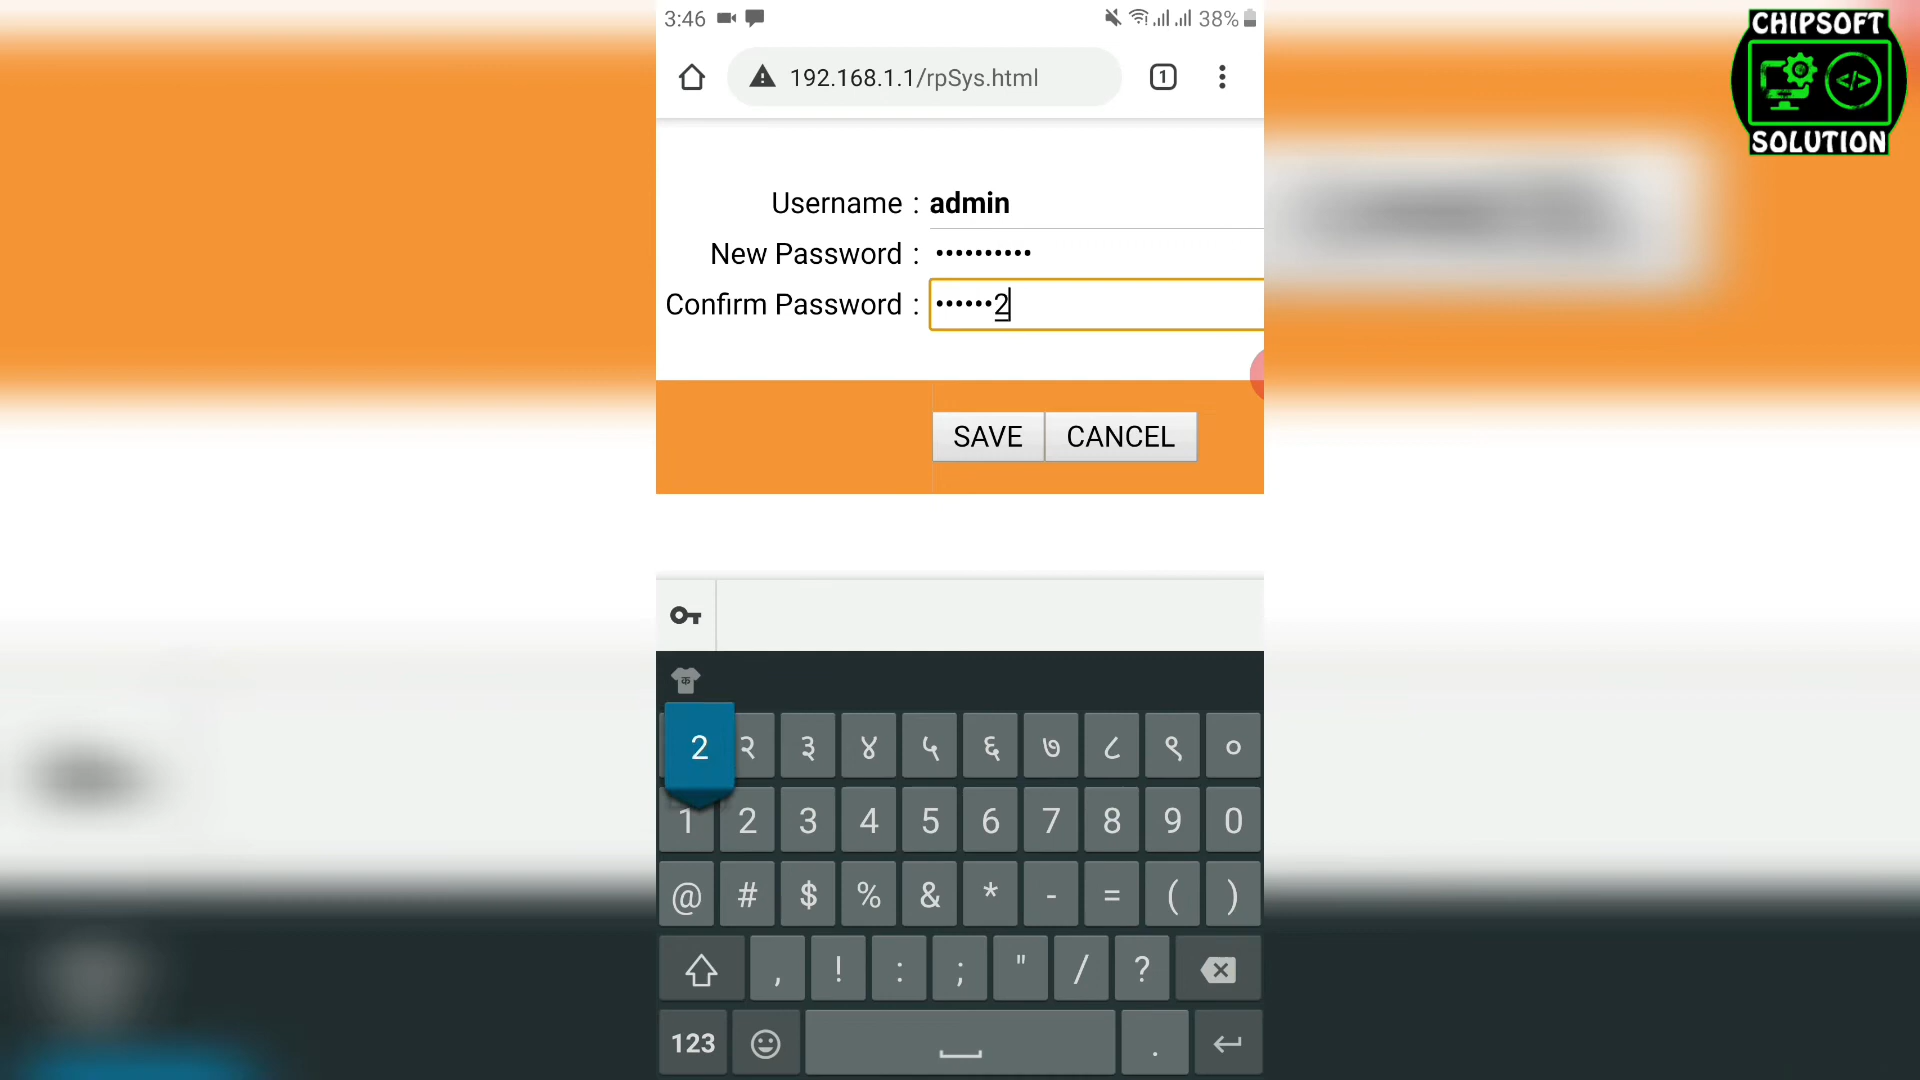 3:46 38%
CHIPSOFT
SOLUTION
192.168.1.1/rpSys.html
1
Username : admin
New Password : ••••••••••
Confirm Password : ••••••2
SAVE CANCEL
क
2 २ ३ ४ ५ ६ ७ ८ ९ ०
1 2 3 4 5 6 7 8 9 0
@ # $ % & * - = ( )
, ! : ; " / ?
123 .